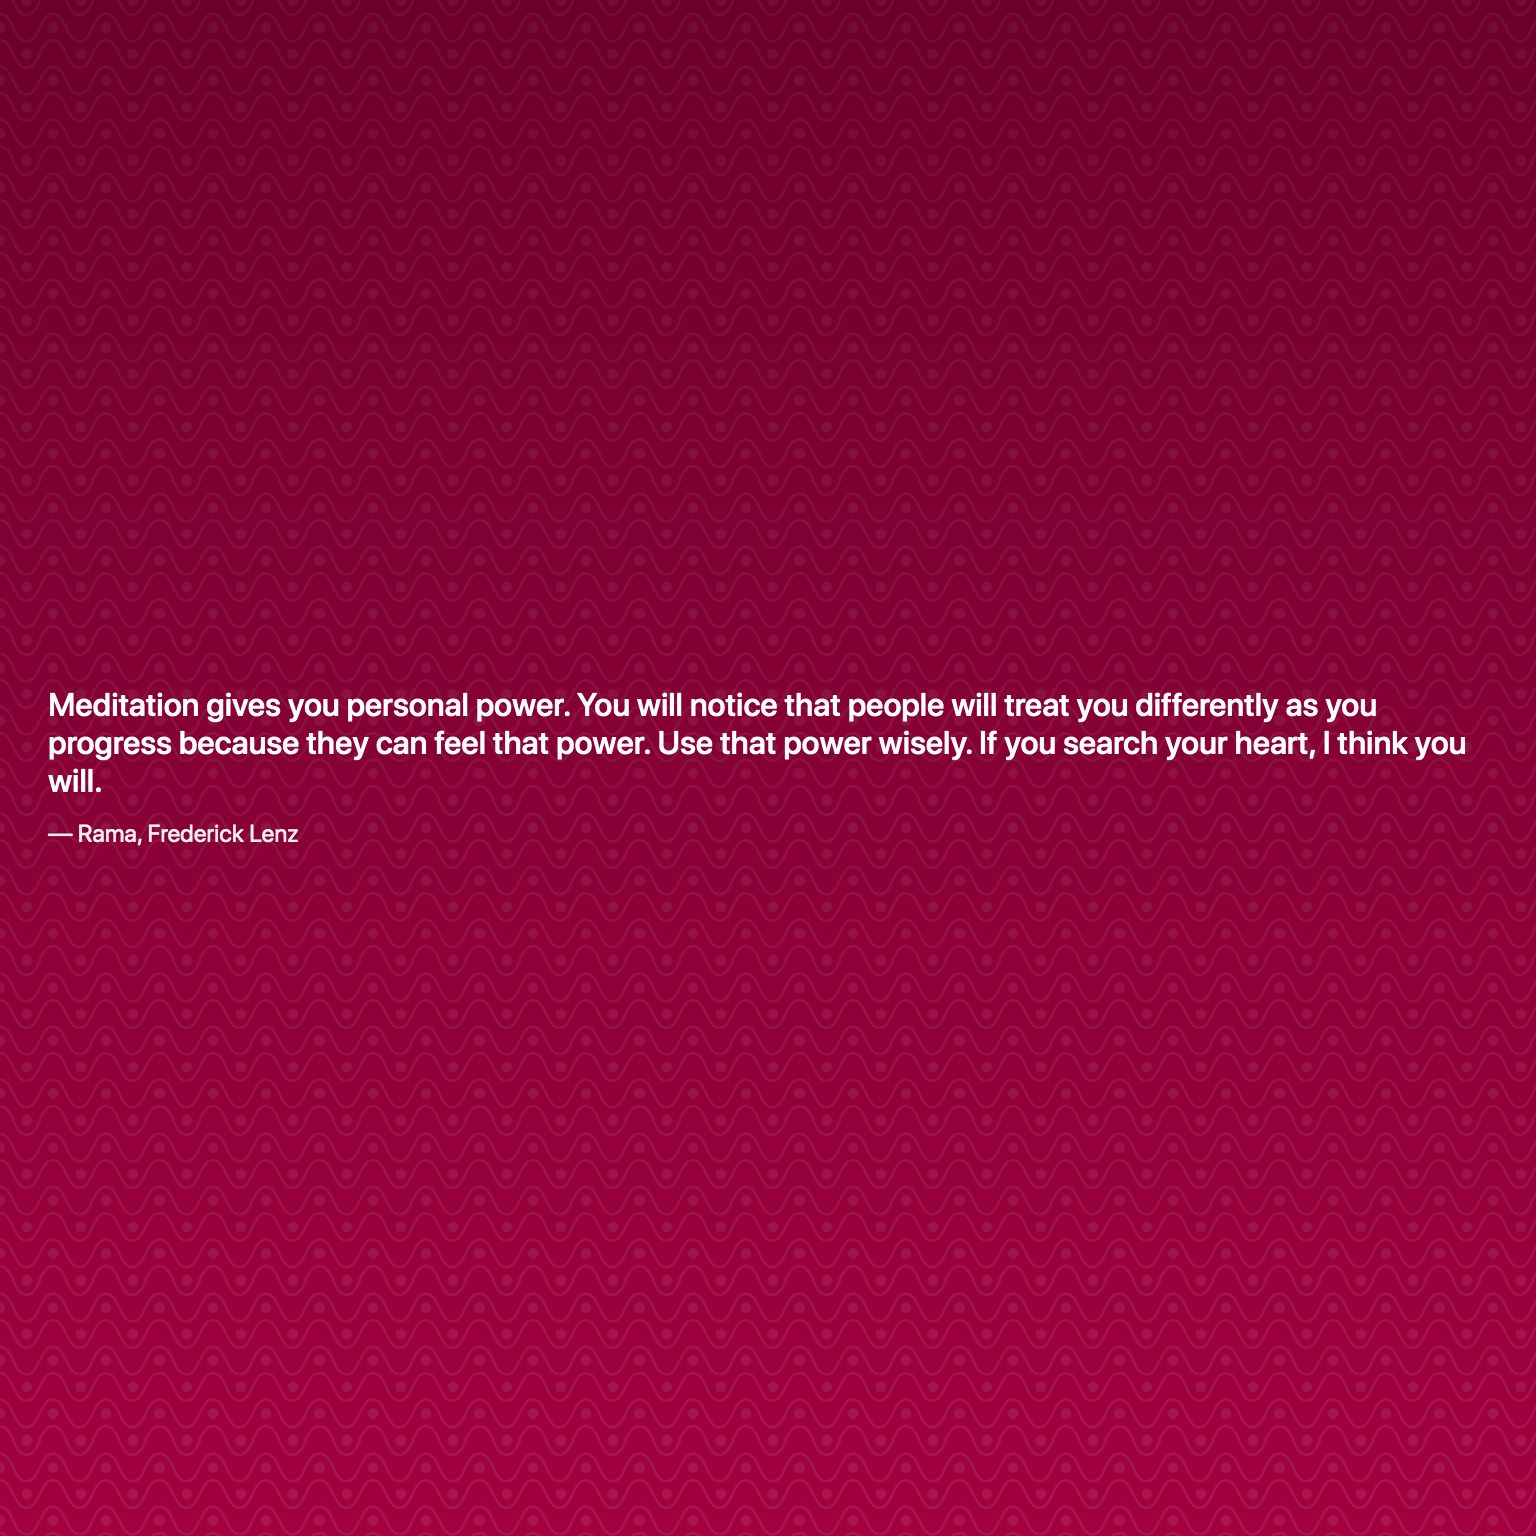 Meditation gives you personal power. You will notice that people will treat you differently as you
progress because they can feel that power. Use that power wisely. If you search your heart, I think you
will.
— Rama, Frederick Lenz